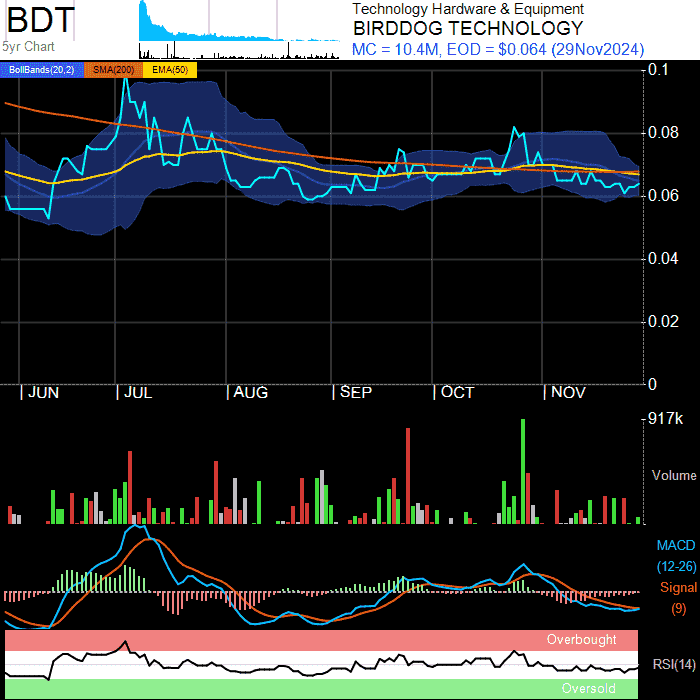 BDT
5yr Chart
Technology Hardware & Equipment
BIRDDOG TECHNOLOGY
MC = 10.4M, EOD = $0.064 (29Nov2024)
BollBands(20,2) SMA(200) EMA(50)
0.1
0.08
0.06
0.04
0.02
0
JUN JUL AUG SEP OCT NOV
917k
Volume
MACD
(12-26)
Signal
(9)
Overbought
RSI(14)
Oversold